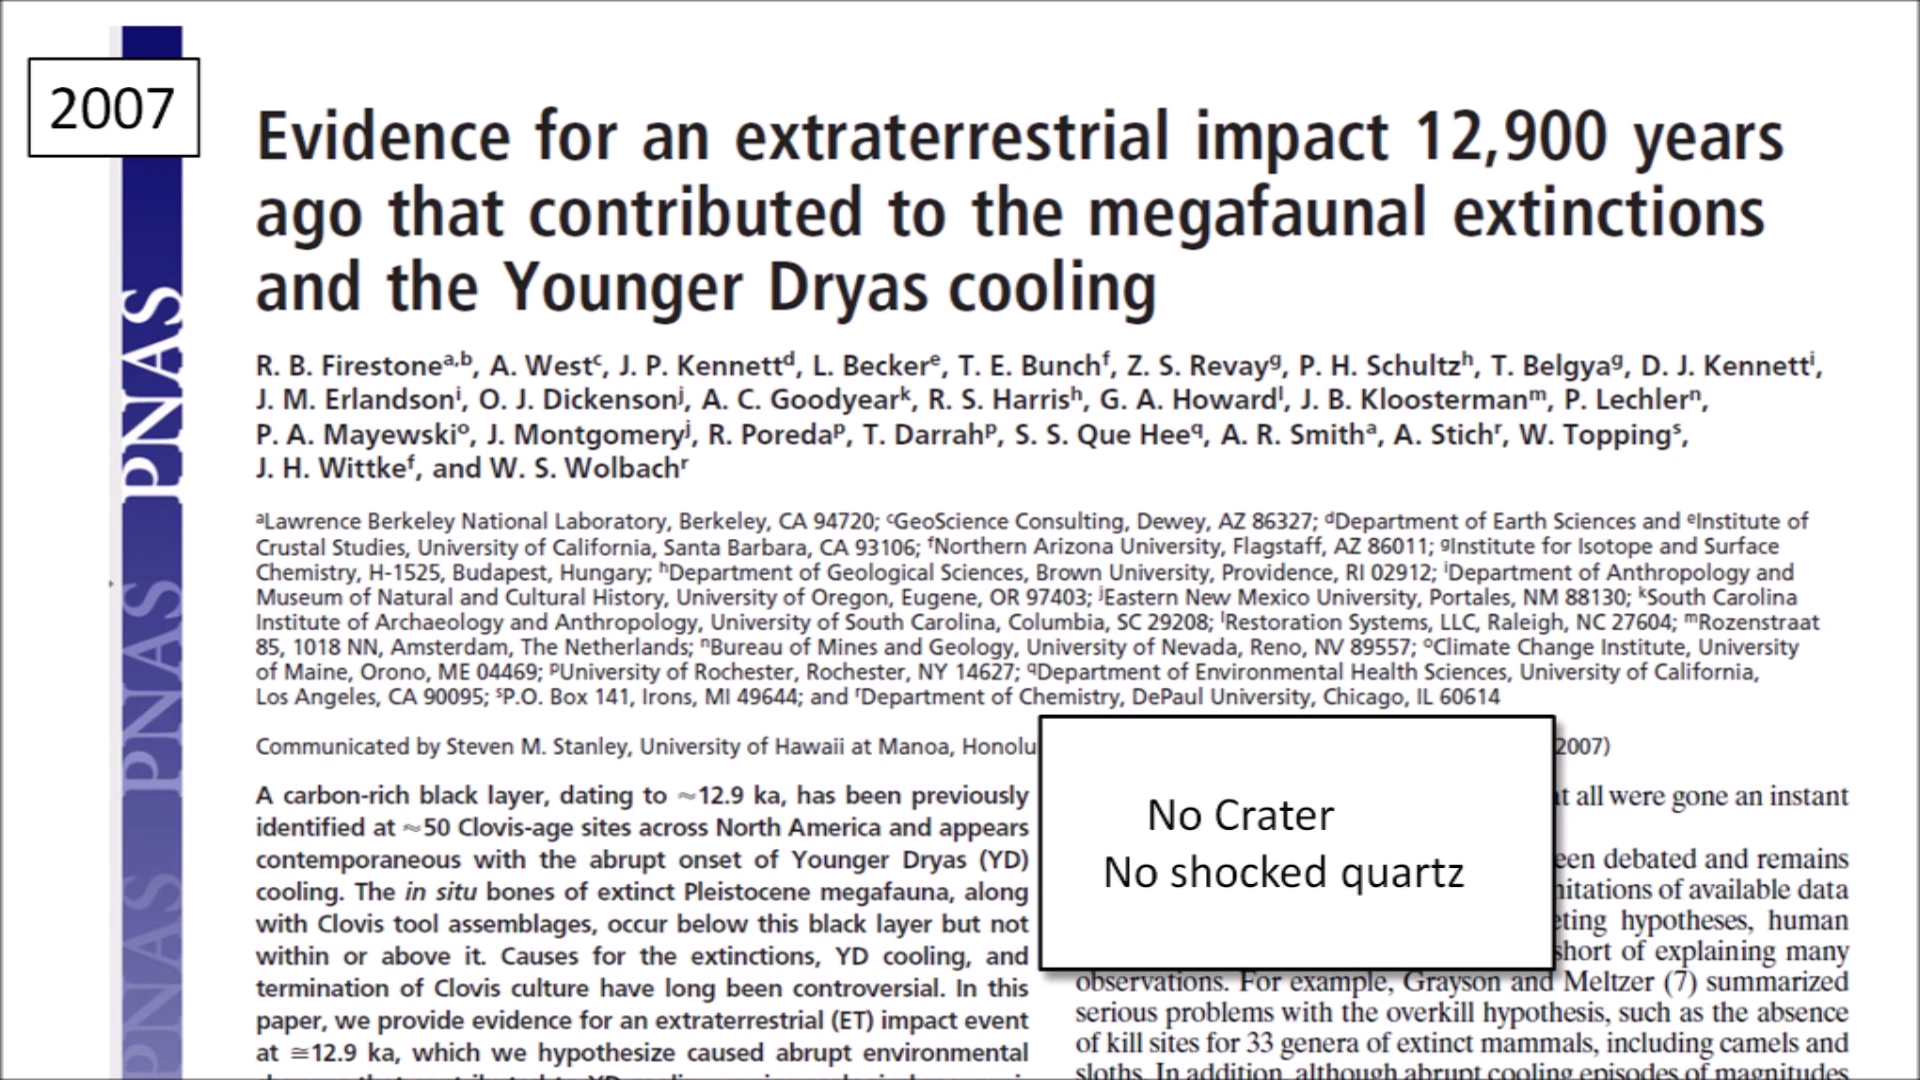 2007
Evidence for an extraterrestrial impact 12,900 years
ago that contributed to the megafaunal extinctions
and the Younger Dryas cooling
R. B. Firestoneᵃ,ᵇ, A. Westᶜ, J. P. Kennettᵈ, L. Beckerᵉ, T. E. Bunchᶠ, Z. S. Revayᵍ, P. H. Schultzʰ, T. Belgyaᵍ, D. J. Kennettⁱ,
J. M. Erlandsonⁱ, O. J. Dickensonʲ, A. C. Goodyearᵏ, R. S. Harrisʰ, G. A. Howardˡ, J. B. Kloostermanᵐ, P. Lechlerⁿ,
P. A. Mayewskiᵒ, J. Montgomeryʲ, R. Poredaᵖ, T. Darrahᵖ, S. S. Que Hee^q, A. R. Smithᵃ, A. Stichʳ, W. Toppingˢ,
J. H. Wittkeᶠ, and W. S. Wolbachʳ
ᵃLawrence Berkeley National Laboratory, Berkeley, CA 94720; ᶜGeoScience Consulting, Dewey, AZ 86327; ᵈDepartment of Earth Sciences and ᵉInstitute of
Crustal Studies, University of California, Santa Barbara, CA 93106; ᶠNorthern Arizona University, Flagstaff, AZ 86011; ᵍInstitute for Isotope and Surface
Chemistry, H-1525, Budapest, Hungary; ʰDepartment of Geological Sciences, Brown University, Providence, RI 02912; ⁱDepartment of Anthropology and
Museum of Natural and Cultural History, University of Oregon, Eugene, OR 97403; ʲEastern New Mexico University, Portales, NM 88130; ᵏSouth Carolina
Institute of Archaeology and Anthropology, University of South Carolina, Columbia, SC 29208; ˡRestoration Systems, LLC, Raleigh, NC 27604; ᵐRozenstraat
85, 1018 NN, Amsterdam, The Netherlands; ⁿBureau of Mines and Geology, University of Nevada, Reno, NV 89557; ᵒClimate Change Institute, University
of Maine, Orono, ME 04469; ᵖUniversity of Rochester, Rochester, NY 14627; ^qDepartment of Environmental Health Sciences, University of California,
Los Angeles, CA 90095; ˢP.O. Box 141, Irons, MI 49644; and ʳDepartment of Chemistry, DePaul University, Chicago, IL 60614
Communicated by Steven M. Stanley, University of Hawaii at Manoa, Honolu 2007)
A carbon-rich black layer, dating to ≈12.9 ka, has been previously
identified at ≈50 Clovis-age sites across North America and appears
contemporaneous with the abrupt onset of Younger Dryas (YD)
cooling. The in situ bones of extinct Pleistocene megafauna, along
with Clovis tool assemblages, occur below this black layer but not
within or above it. Causes for the extinctions, YD cooling, and
termination of Clovis culture have long been controversial. In this
paper, we provide evidence for an extraterrestrial (ET) impact event
at ≅12.9 ka, which we hypothesize caused abrupt environmental
No Crater
No shocked quartz
all were gone an instant
debated and remains
of available data
hypotheses, human
short of explaining many
observations. For example, Grayson and Meltzer (7) summarized
serious problems with the overkill hypothesis, such as the absence
of kill sites for 33 genera of extinct mammals, including camels and
sloths. In addition, although abrupt cooling episodes of magnitudes
PNAS
PNAS
PNAS